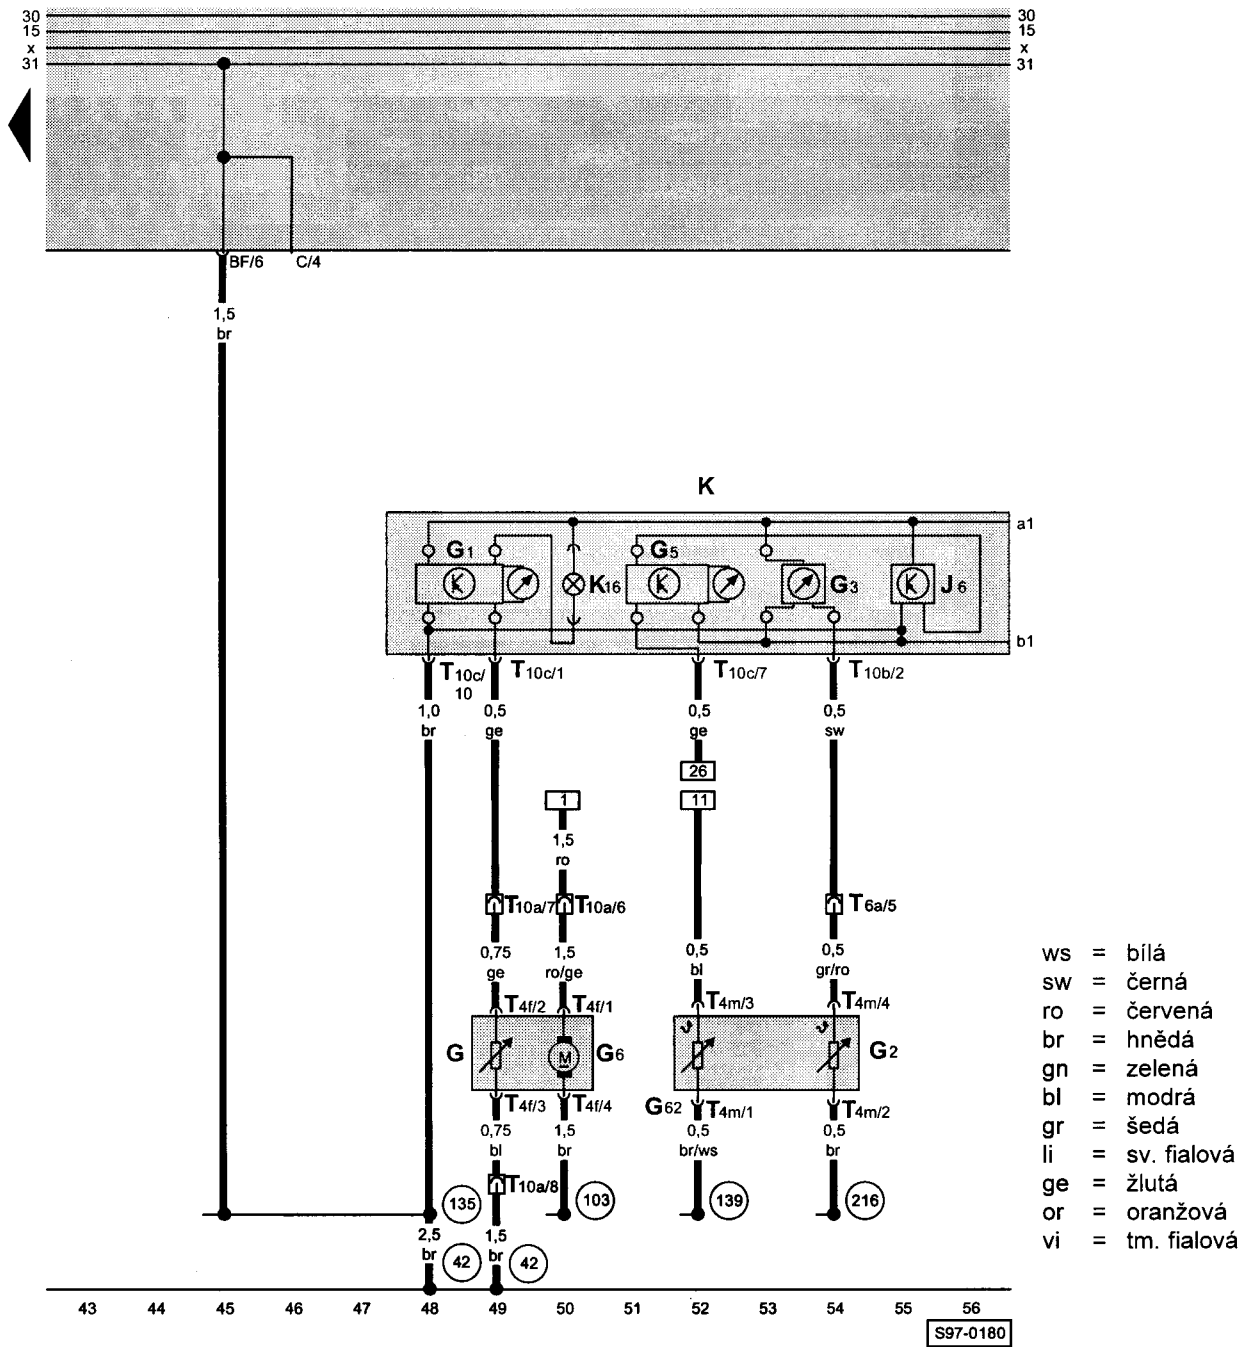 30 30
15 15
x x
31 31
BF/6 C/4
1,5
br
K
a1
G1 G5
K16 G3 J6
b1
T10c/10 T10c/1 T10c/7 T10b/2
1,0 0,5 0,5 0,5
br ge ge sw
26
1 11
1,5
ro
T10a/7 T10a/6 T6a/5
0,75 1,5 0,5 0,5
ge ro/ge bl gr/ro
T4f/2 T4f/1 T4m/3 T4m/4
G M G6 G2
T4f/3 T4f/4 G62 T4m/1 T4m/2
0,75 1,5 0,5 0,5
bl br br/ws br
T10a/8
135 103 139 216
2,5 1,5
br 42 br 42
43 44 45 46 47 48 49 50 51 52 53 54 55 56
S97-0180
ws = bílá
sw = černá
ro = červená
br = hnědá
gn = zelená
bl = modrá
gr = šedá
li = sv. fialová
ge = žlutá
or = oranžová
vi = tm. fialová